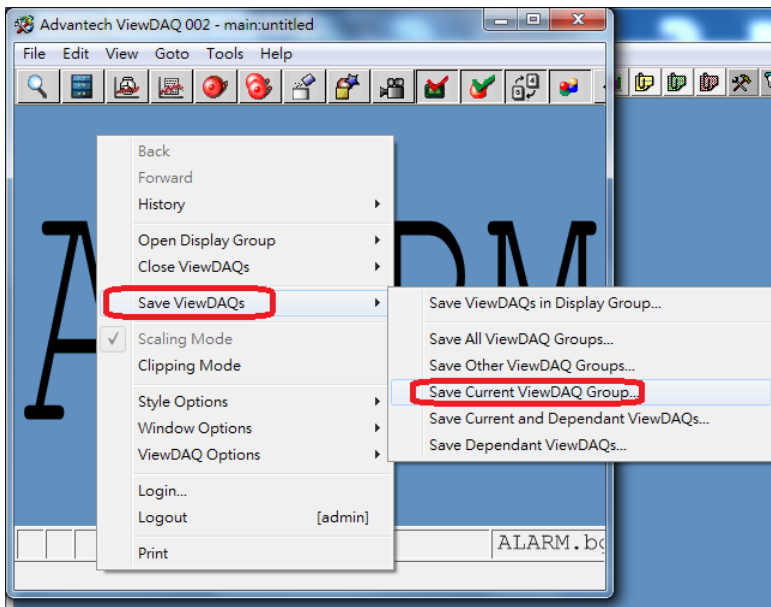 Advantech ViewDAQ 002 - main:untitled
File Edit View Goto Tools Help
Back
Forward
History
Open Display Group
Close ViewDAQs
Save ViewDAQs
Scaling Mode
Clipping Mode
Style Options
Window Options
ViewDAQ Options
Login...
Logout [admin]
Print
Save ViewDAQs in Display Group...
Save All ViewDAQ Groups...
Save Other ViewDAQ Groups...
Save Current ViewDAQ Group...
Save Current and Dependant ViewDAQs...
Save Dependant ViewDAQs...
ALARM.bg